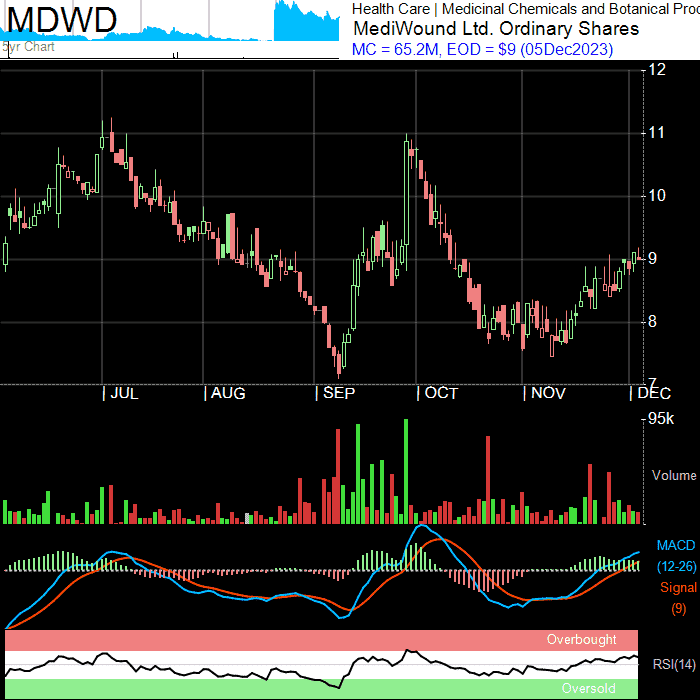 MDWD
5yr Chart
Health Care | Medicinal Chemicals and Botanical Proc
MediWound Ltd. Ordinary Shares
MC = 65.2M, EOD = $9 (05Dec2023)
12
11
10
9
8
7
| JUL | AUG | SEP | OCT | NOV | DEC
95k
Volume
MACD
(12-26)
Signal
(9)
Overbought
RSI(14)
Oversold